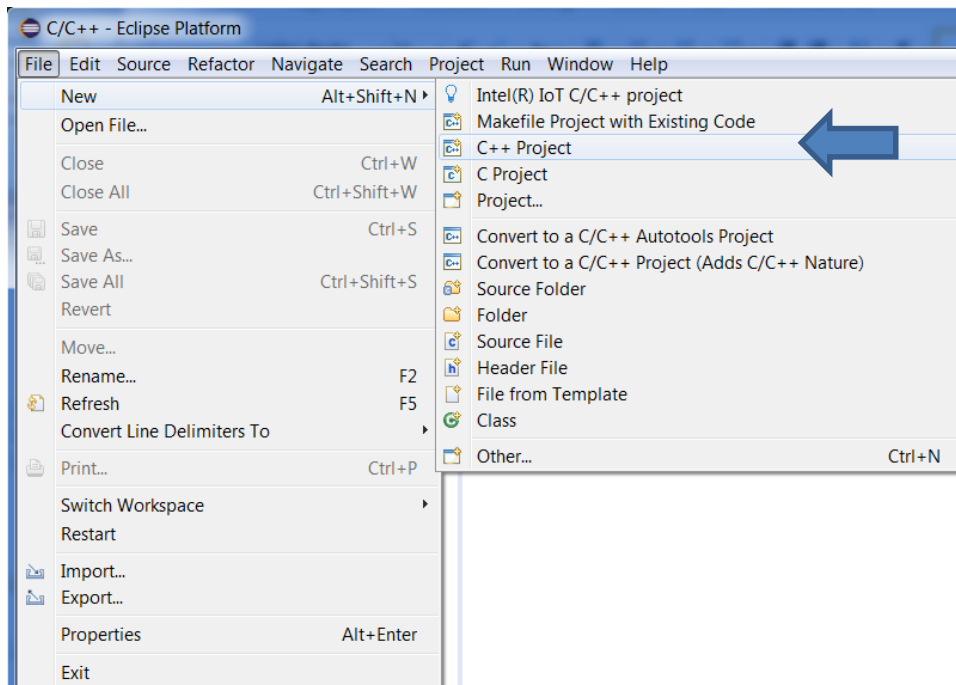 C/C++ - Eclipse Platform
File Edit Source Refactor Navigate Search Project Run Window Help
New Alt+Shift+N
Open File...
Close Ctrl+W
Close All Ctrl+Shift+W
Save Ctrl+S
Save As...
Save All Ctrl+Shift+S
Revert
Move...
Rename... F2
Refresh F5
Convert Line Delimiters To
Print... Ctrl+P
Switch Workspace
Restart
Import...
Export...
Properties Alt+Enter
Exit
Intel(R) IoT C/C++ project
Makefile Project with Existing Code
C++ Project
C Project
Project...
Convert to a C/C++ Autotools Project
Convert to a C/C++ Project (Adds C/C++ Nature)
Source Folder
Folder
Source File
Header File
File from Template
Class
Other... Ctrl+N